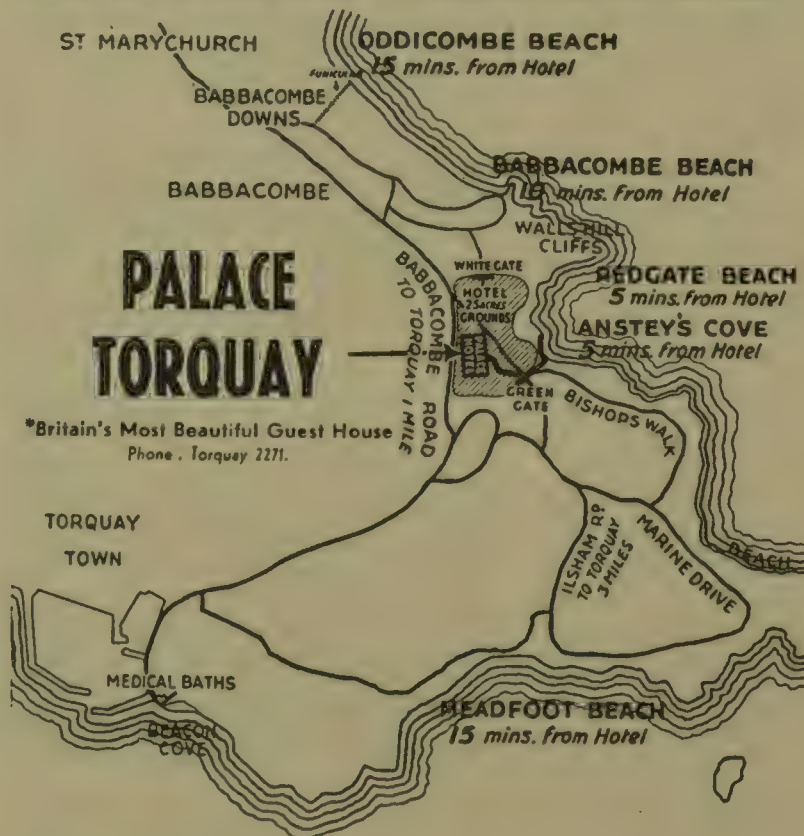 ST MARYCHURCH
ODDICOMBE BEACH
15 mins. from Hotel
FUNICULAR
BABBACOMBE
DOWNS
BABBACOMBE BEACH
mins. from Hotel
BABBACOMBE
WALLS HILL
CLIFFS
WHITE GATE
REDGATE BEACH
5 mins. from Hotel
HOTEL
25 ACRES
GROUNDS
ANSTEY'S COVE
5 mins. from Hotel
PALACE
TORQUAY
BABBACOMBE ROAD
TO TORQUAY 1 MILE
GREEN
GATE
BISHOPS WALK
*Britain's Most Beautiful Guest House
Phone . Torquay 2271.
TORQUAY
TOWN
ILSHAM RD
TO TORQUAY
3 MILES
MARINE DRIVE
BEACH
MEDICAL BATHS
BEACON
COVE
MEADFOOT BEACH
15 mins. from Hotel